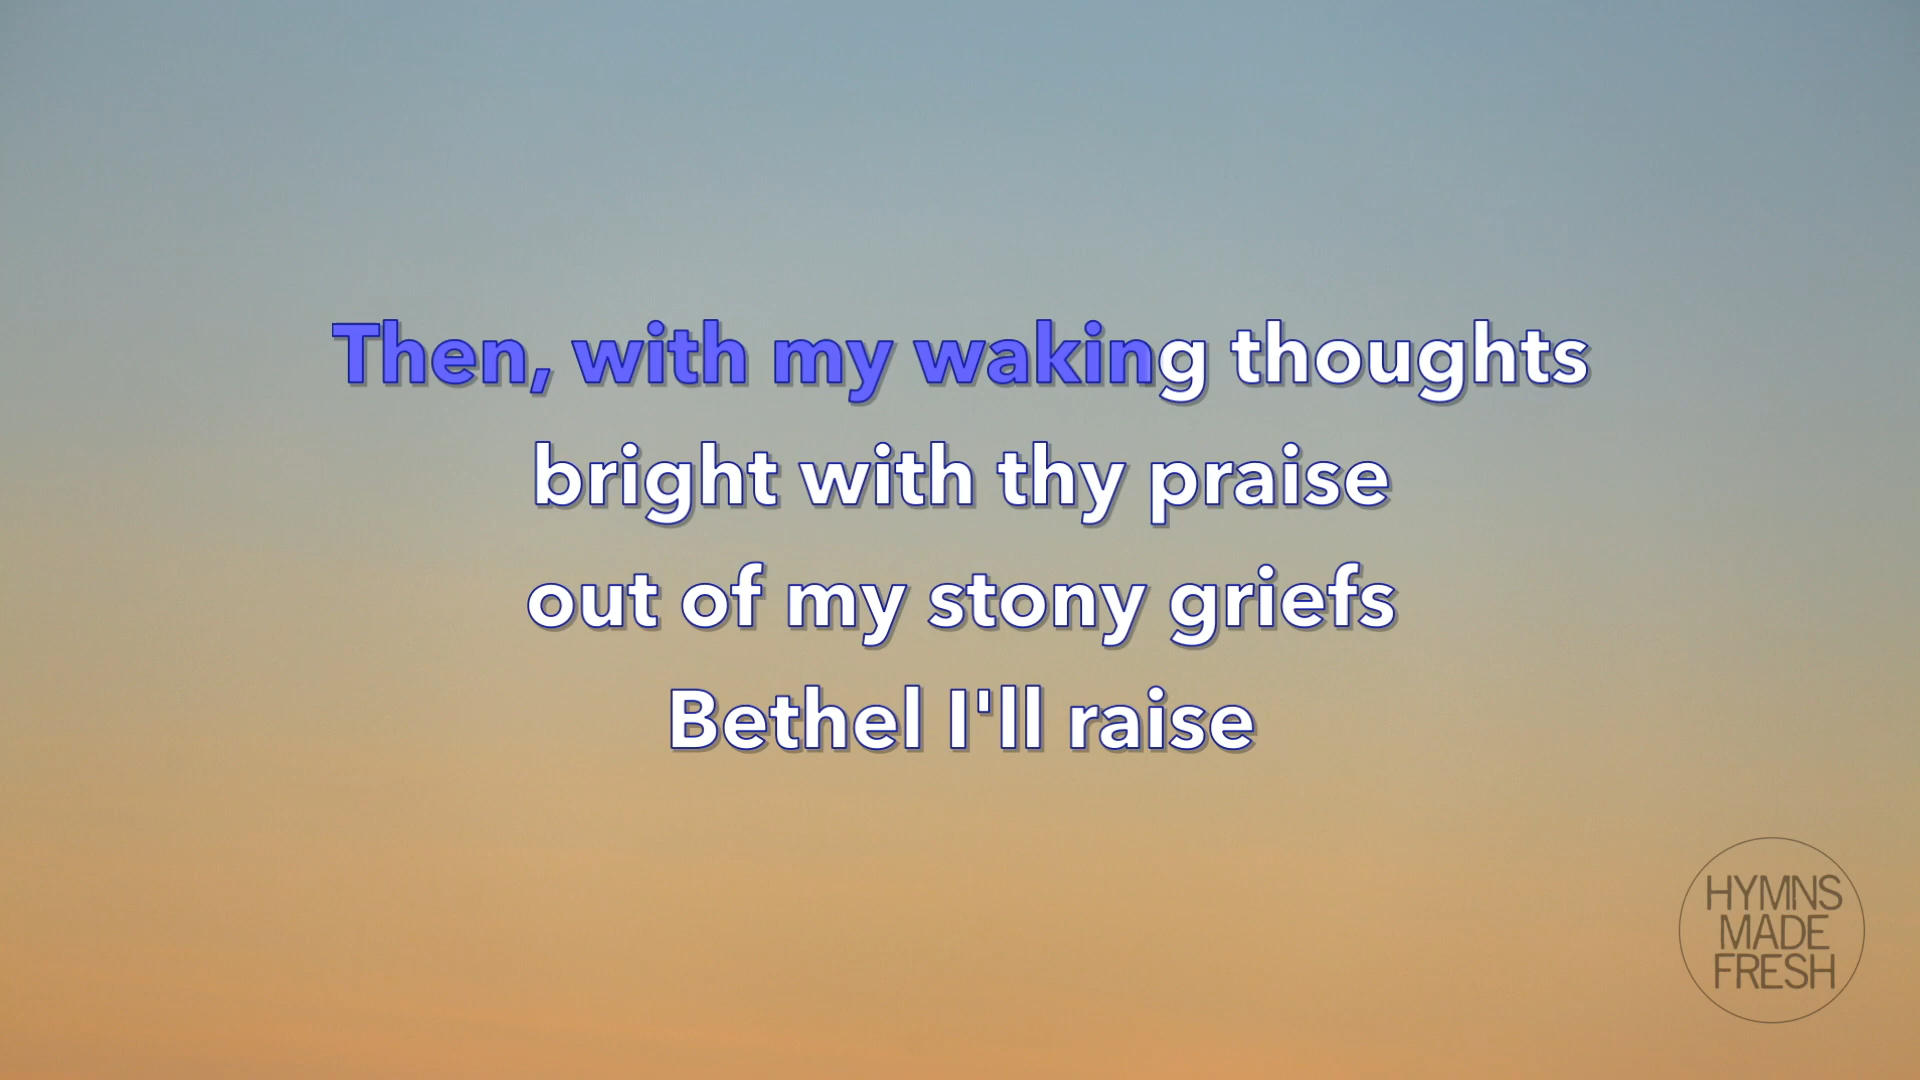 Then, with my waking thoughts
bright with thy praise
out of my stony griefs
Bethel I'll raise
HYMNS
MADE
FRESH